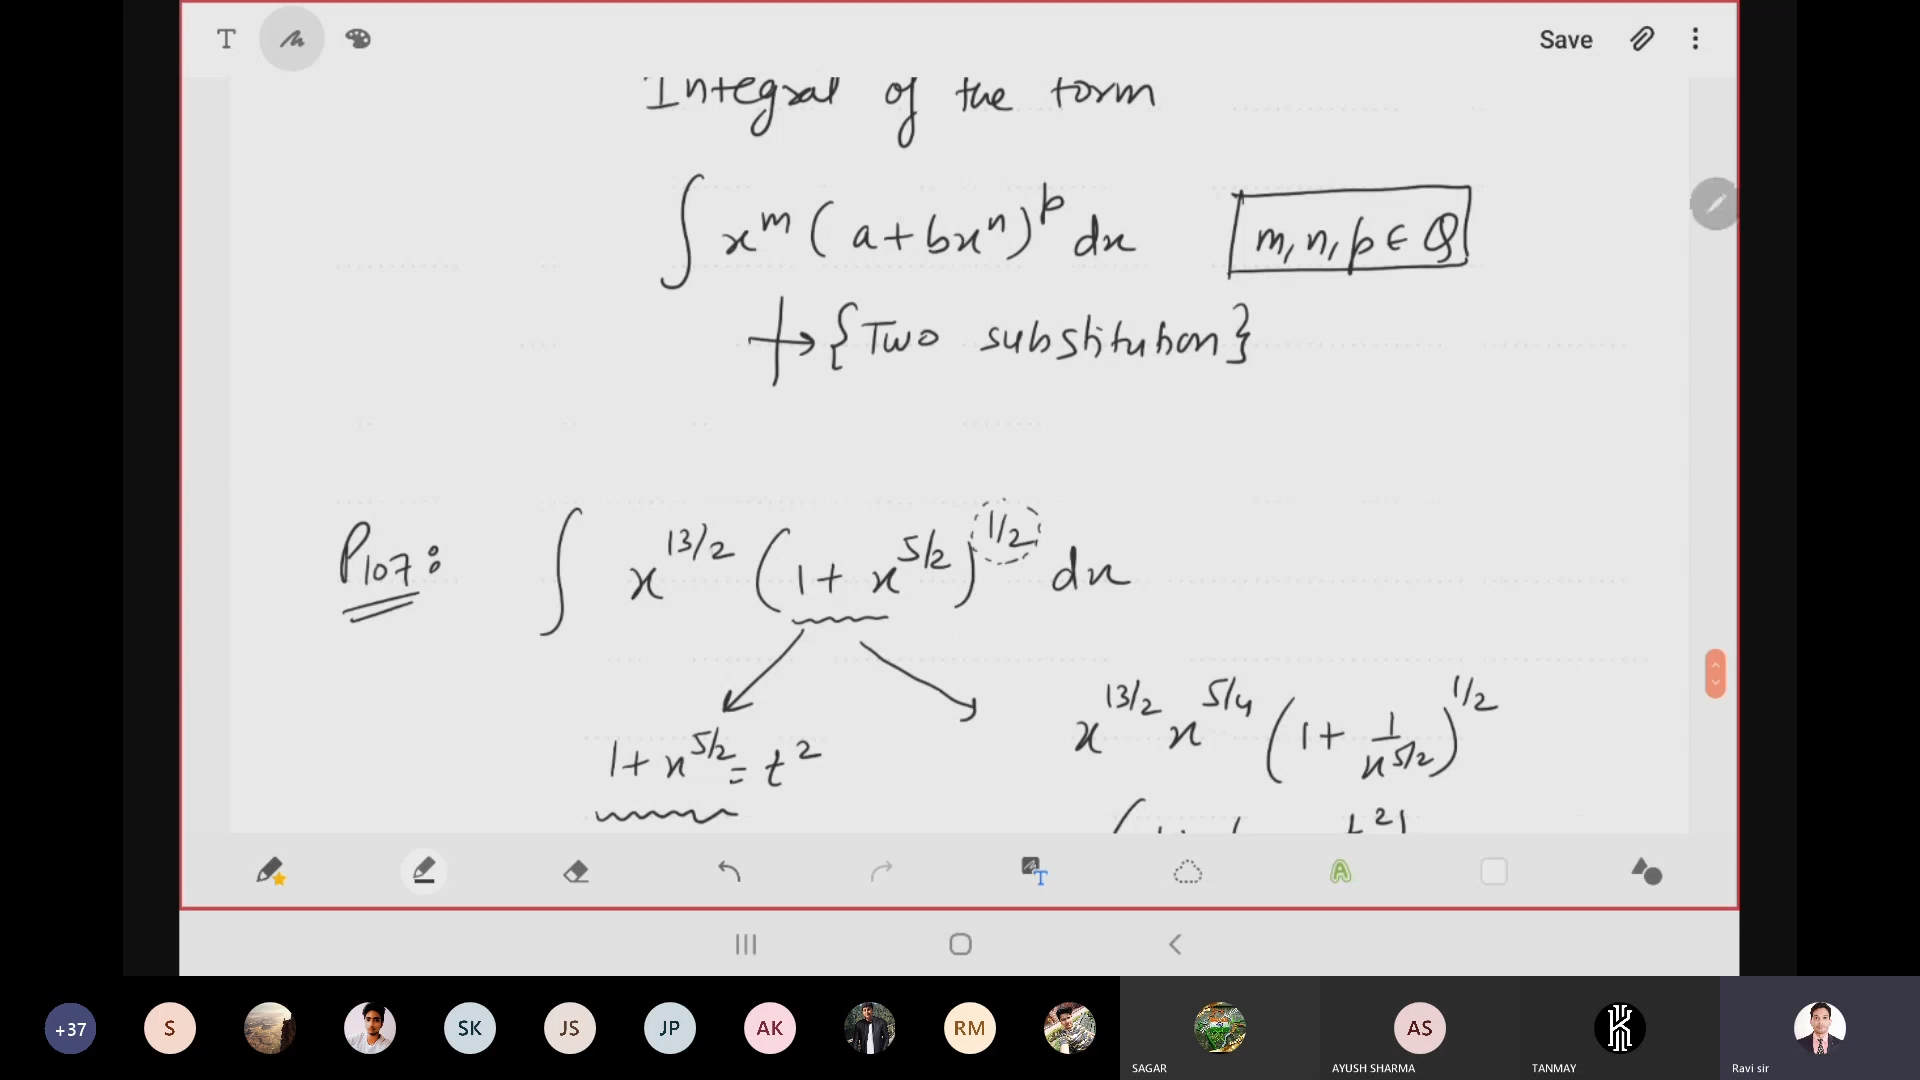 T Save
Integral of the form
∫ x^m (a+bx^n)^p dx m, n, p ∈ Q
→ {Two substitution}
P107: ∫ x^13/2 (1 + x^5/2)^1/2 dx
1 + x^5/2 = t^2
x^13/2 x^5/4 (1 + 1/x^5/2)^1/2
A
+37 S SK JS JP AK RM AS
SAGAR AYUSH SHARMA TANMAY Ravi sir